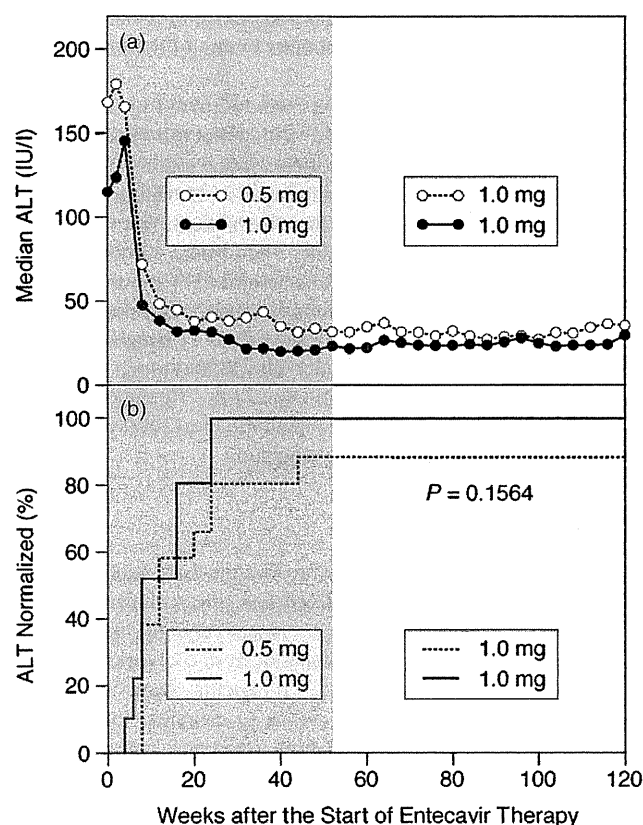 (a)
Median ALT (IU/l)
200
150
100
50
0
0.5 mg
1.0 mg
1.0 mg
1.0 mg
(b)
ALT Normalized (%)
100
80
60
40
20
0
P = 0.1564
0.5 mg
1.0 mg
1.0 mg
1.0 mg
0 20 40 60 80 100 120
Weeks after the Start of Entecavir Therapy